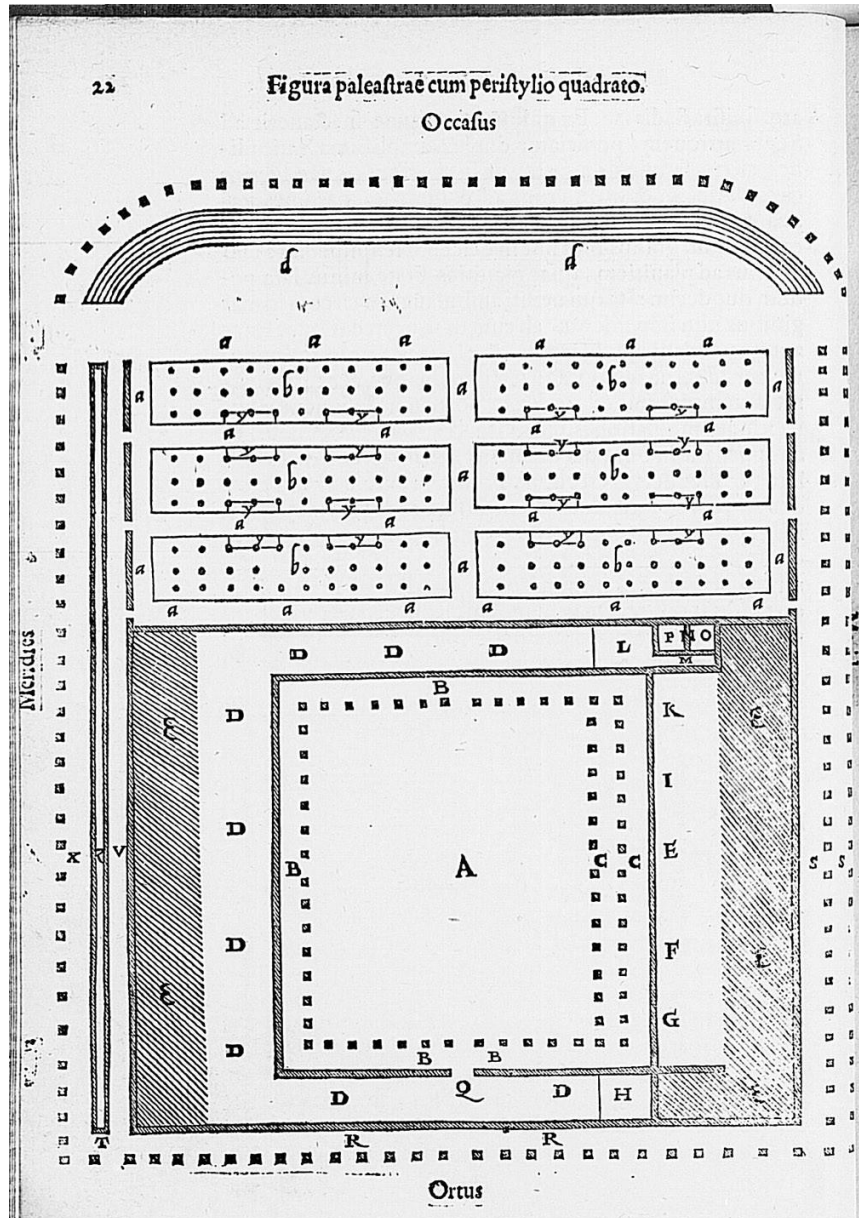 22 Figura paleaſtrae cum periſtylio quadrato.
Occaſus
d d
a a a a a a
a b a b a
y y y y
a a a a
y y y y
b b
y y y y
a a
y y y y
a b a b a
a a a a a a
Meridies
D D D L P N O
M
B
D K
I
X Z V B A C C E S S
D
D F
D G
B B
D Q D H
T R R
Ortus